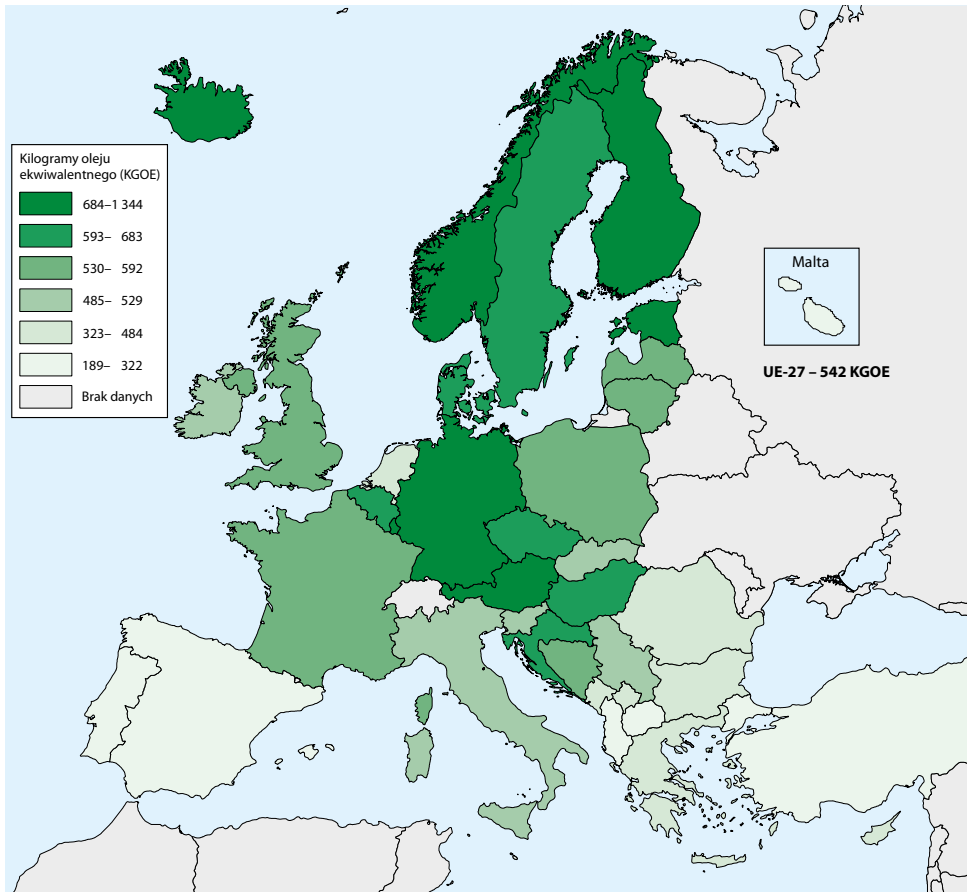 Kilogramy oleju
ekwiwalentnego (KGOE)
684–1 344
593– 683
530– 592
485– 529
323– 484
189– 322
Brak danych
Malta
UE-27 – 542 KGOE